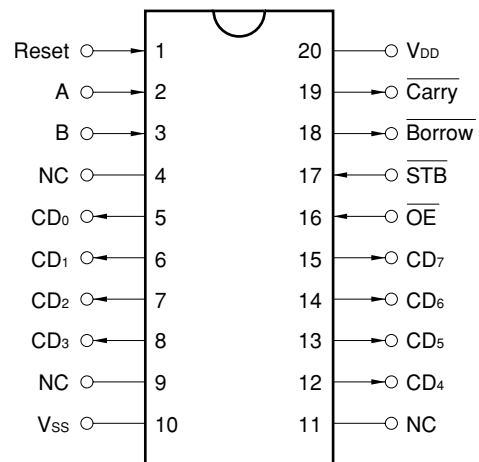 Reset 1 20 VDD
A 2 19 Carry
B 3 18 Borrow
NC 4 17 STB
CD0 5 16 OE
CD1 6 15 CD7
CD2 7 14 CD6
CD3 8 13 CD5
NC 9 12 CD4
VSS 10 11 NC